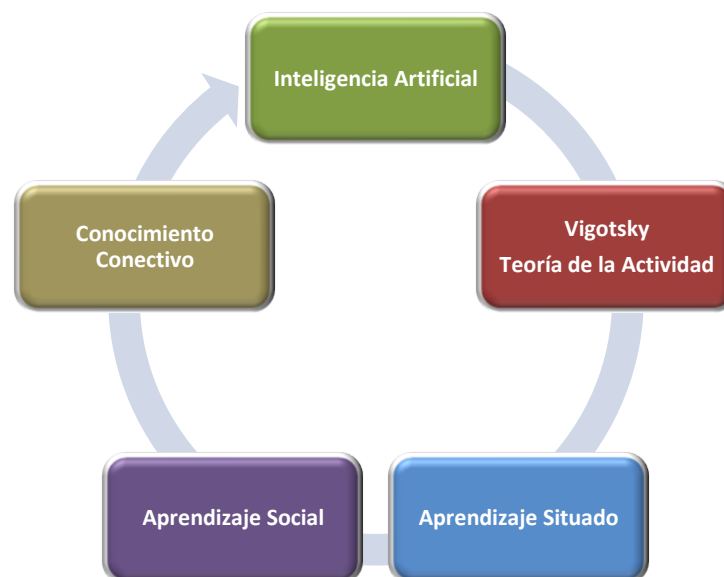 Inteligencia Artificial
Vigotsky
Teoría de la Actividad
Aprendizaje Situado
Aprendizaje Social
Conocimiento
Conectivo